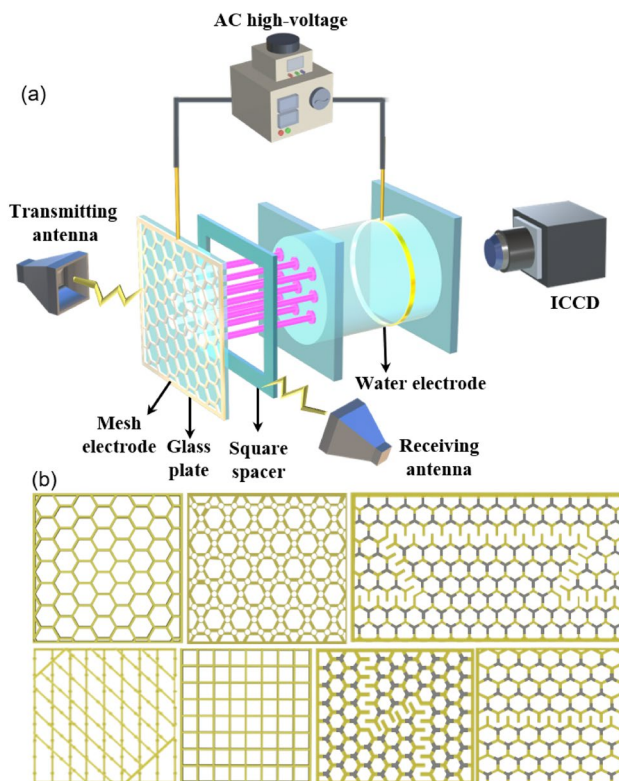 AC high-voltage
(a)
Transmitting
antenna
ICCD
Water electrode
Mesh
electrode
Glass
plate
Square
spacer
Receiving
antenna
(b)